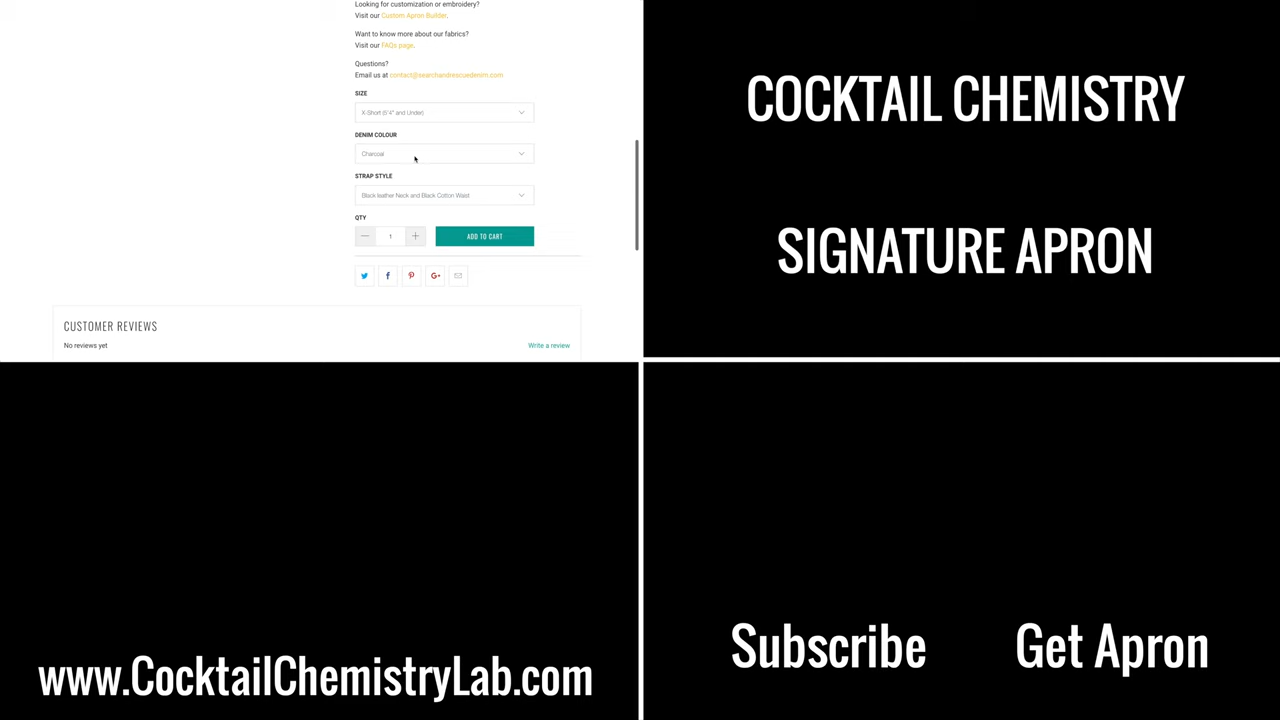 Looking for customization or embroidery?
Visit our Custom Apron Builder.
Want to know more about our fabrics?
Visit our FAQs page.
Questions?
Email us at contact@searchandrescuedenim.com
SIZE
X-Short (5'4" and Under)
DENIM COLOUR
Charcoal
STRAP STYLE
Black leather Neck and Black Cotton Waist
QTY
1
ADD TO CART
CUSTOMER REVIEWS
No reviews yet
Write a review
COCKTAIL CHEMISTRY
SIGNATURE APRON
www.CocktailChemistryLab.com
Subscribe
Get Apron